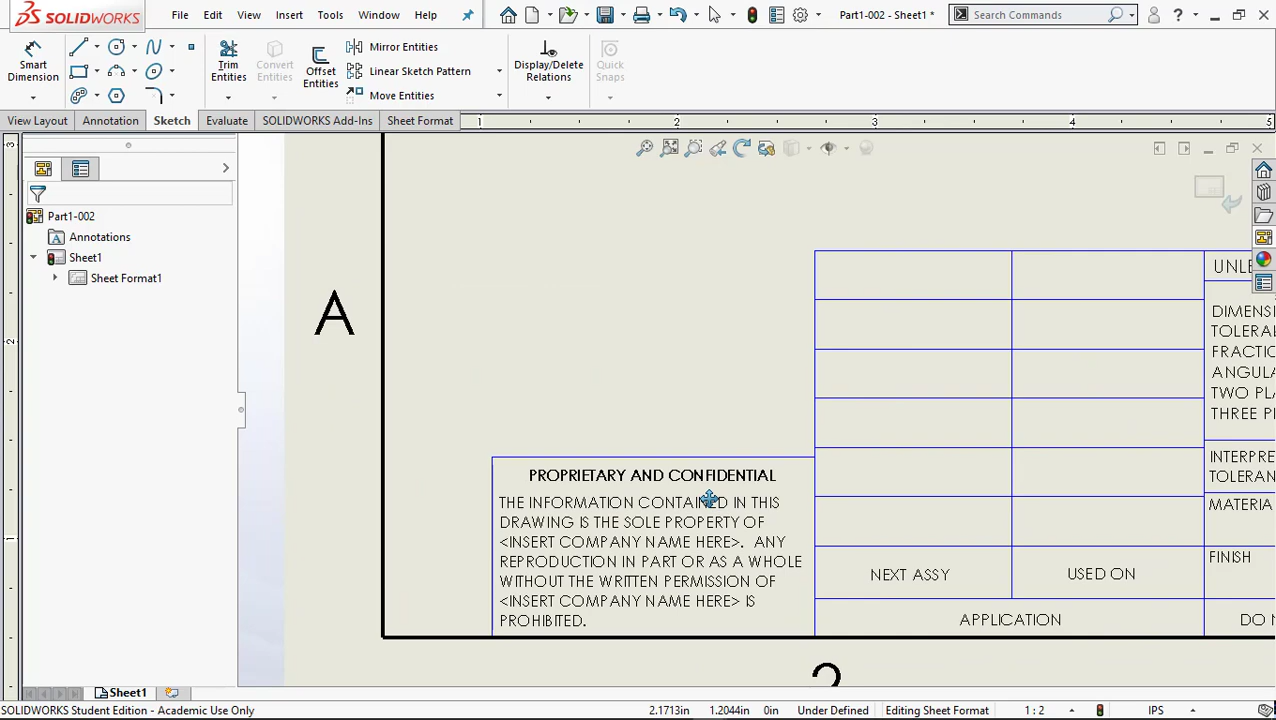 SOLIDWORKS File Edit View Insert Tools Window Help Part1-002 - Sheet1 * Search Commands ?
Smart Dimension
Trim Entities
Convert Entities
Offset Entities
Mirror Entities
Linear Sketch Pattern
Move Entities
Display/Delete Relations
Quick Snaps
View Layout Annotation Sketch Evaluate SOLIDWORKS Add-Ins Sheet Format
1 2 3 4 5
3
2
1
Part1-002
A Annotations
Sheet1
Sheet Format1
A
UNLE
DIMENSI
TOLERAL
FRACTIC
ANGULA
TWO PLA
THREE PI
INTERPRE
TOLERAN
MATERIA
FINISH
PROPRIETARY AND CONFIDENTIAL
THE INFORMATION CONTAINED IN THIS
DRAWING IS THE SOLE PROPERTY OF
<INSERT COMPANY NAME HERE>. ANY
REPRODUCTION IN PART OR AS A WHOLE
WITHOUT THE WRITTEN PERMISSION OF
<INSERT COMPANY NAME HERE> IS
PROHIBITED.
NEXT ASSY USED ON
APPLICATION DO N
Sheet1
SOLIDWORKS Student Edition - Academic Use Only 2.1713in 1.2044in 0in Under Defined Editing Sheet Format 1 : 2 IPS